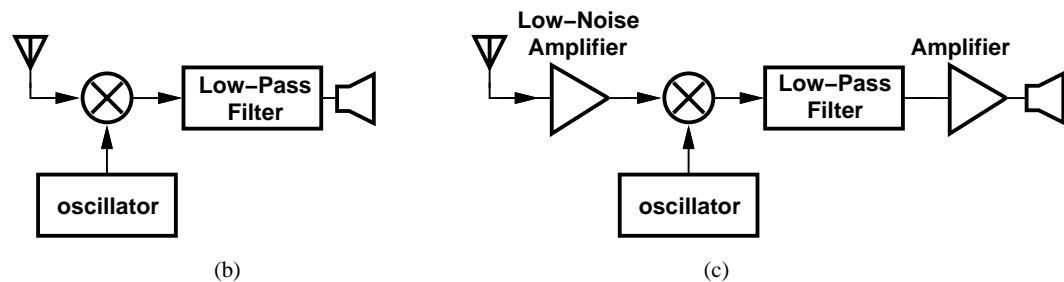 Low−Pass
Filter
oscillator
(b)
Low−Noise
Amplifier
Low−Pass
Filter
Amplifier
oscillator
(c)